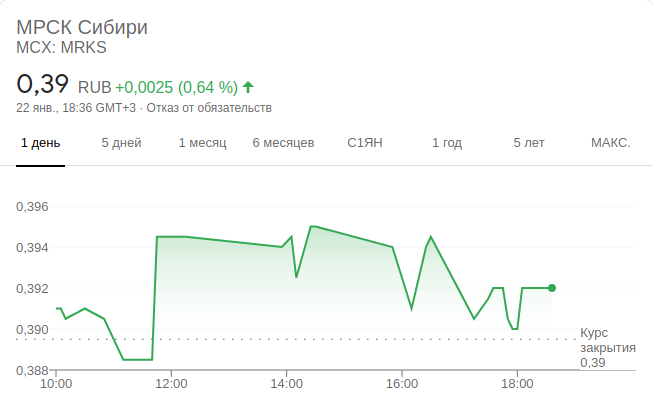 МРСК Сибири
MCX: MRKS
0,39 RUB +0,0025 (0,64 %)
22 янв., 18:36 GMT+3 · Отказ от обязательств
1 день 5 дней 1 месяц 6 месяцев С1ЯН 1 год 5 лет МАКС.
0,396
0,394
0,392
0,390
Курс
закрытия
0,39
0,388
10:00 12:00 14:00 16:00 18:00